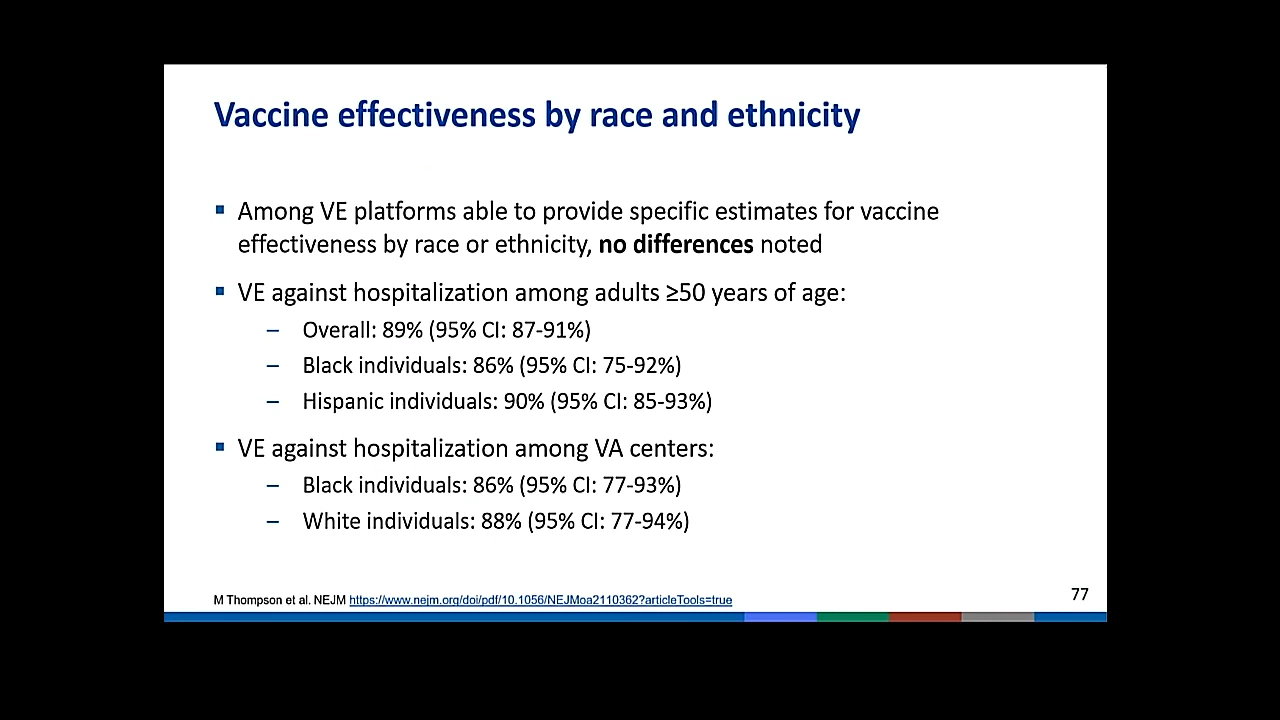 Vaccine effectiveness by race and ethnicity
▪ Among VE platforms able to provide specific estimates for vaccine
effectiveness by race or ethnicity, no differences noted
▪ VE against hospitalization among adults ≥50 years of age:
– Overall: 89% (95% CI: 87-91%)
– Black individuals: 86% (95% CI: 75-92%)
– Hispanic individuals: 90% (95% CI: 85-93%)
▪ VE against hospitalization among VA centers:
– Black individuals: 86% (95% CI: 77-93%)
– White individuals: 88% (95% CI: 77-94%)
M Thompson et al. NEJM https://www.nejm.org/doi/pdf/10.1056/NEJMoa2110362?articleTools=true
77